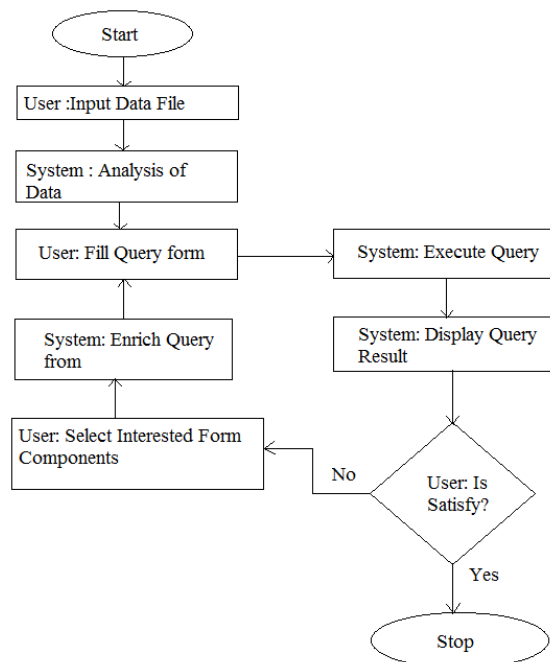 Start
User :Input Data File
System : Analysis of
Data
User: Fill Query form
System: Execute Query
System: Enrich Query
from
System: Display Query
Result
User: Select Interested Form
Components
No
User: Is
Satisfy?
Yes
Stop